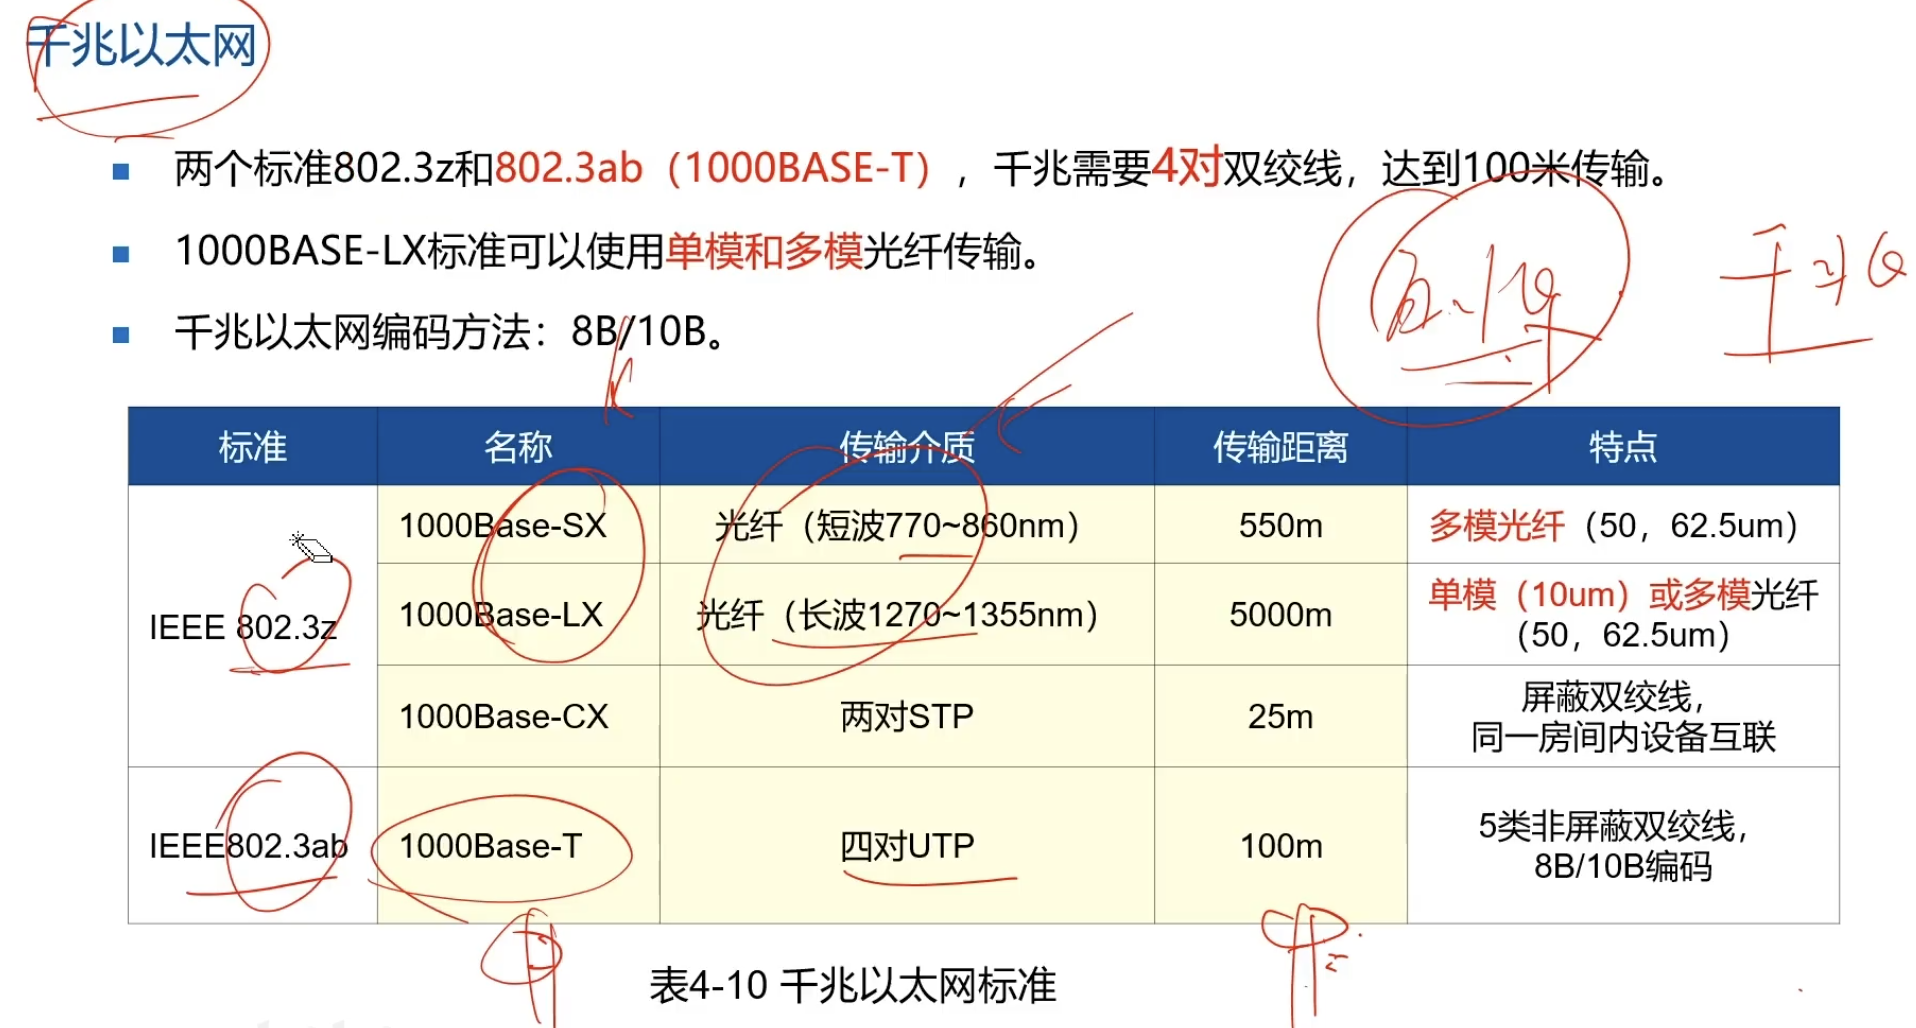 千兆以太网
两个标准802.3z和802.3ab（1000BASE-T），千兆需要4对双绞线，达到100米传输。
1000BASE-LX标准可以使用单模和多模光纤传输。
千兆以太网编码方法：8B/10B。
标准 名称 传输介质 传输距离 特点
IEEE 802.3z
1000Base-SX 光纤（短波770~860nm） 550m 多模光纤（50，62.5um）
1000Base-LX 光纤（长波1270~1355nm） 5000m 单模（10um）或多模光纤
（50，62.5um）
1000Base-CX 两对STP 25m 屏蔽双绞线，
同一房间内设备互联
IEEE802.3ab 1000Base-T 四对UTP 100m 5类非屏蔽双绞线，
8B/10B编码
表4-10 千兆以太网标准